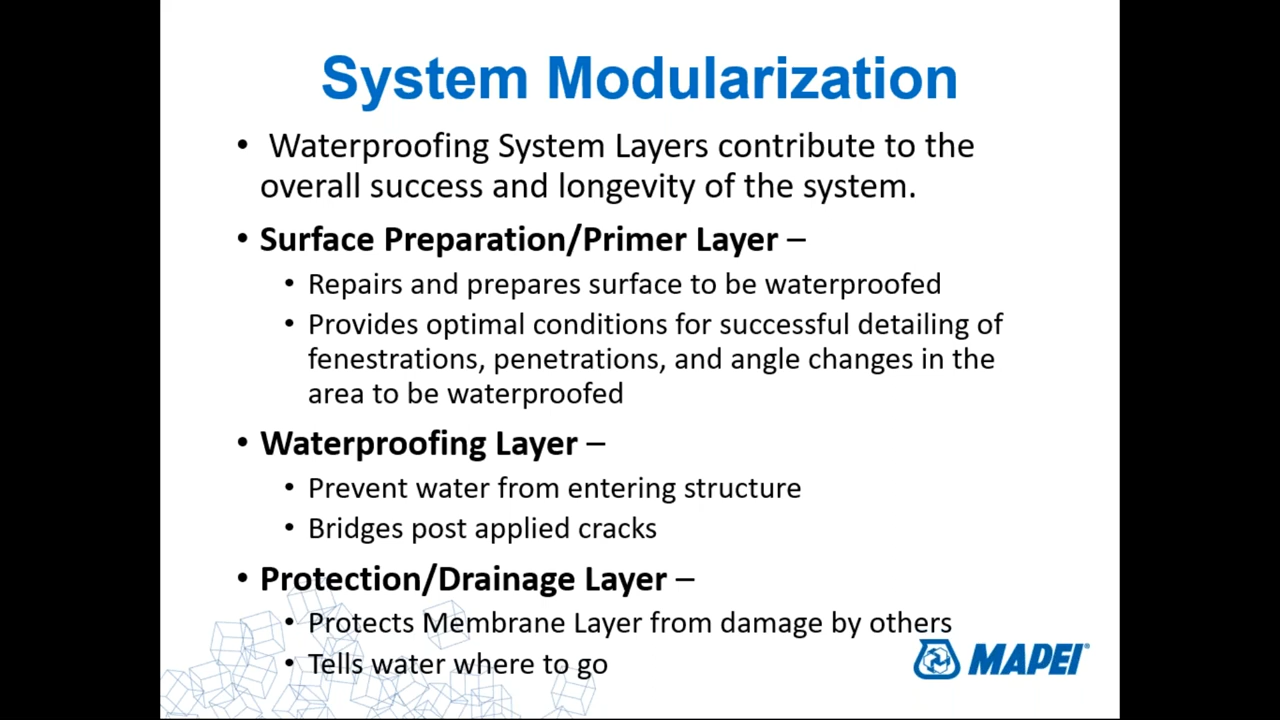 System Modularization
• Waterproofing System Layers contribute to the
overall success and longevity of the system.
• Surface Preparation/Primer Layer –
• Repairs and prepares surface to be waterproofed
• Provides optimal conditions for successful detailing of
fenestrations, penetrations, and angle changes in the
area to be waterproofed
• Waterproofing Layer –
• Prevent water from entering structure
• Bridges post applied cracks
• Protection/Drainage Layer –
• Protects Membrane Layer from damage by others
• Tells water where to go
MAPEI®